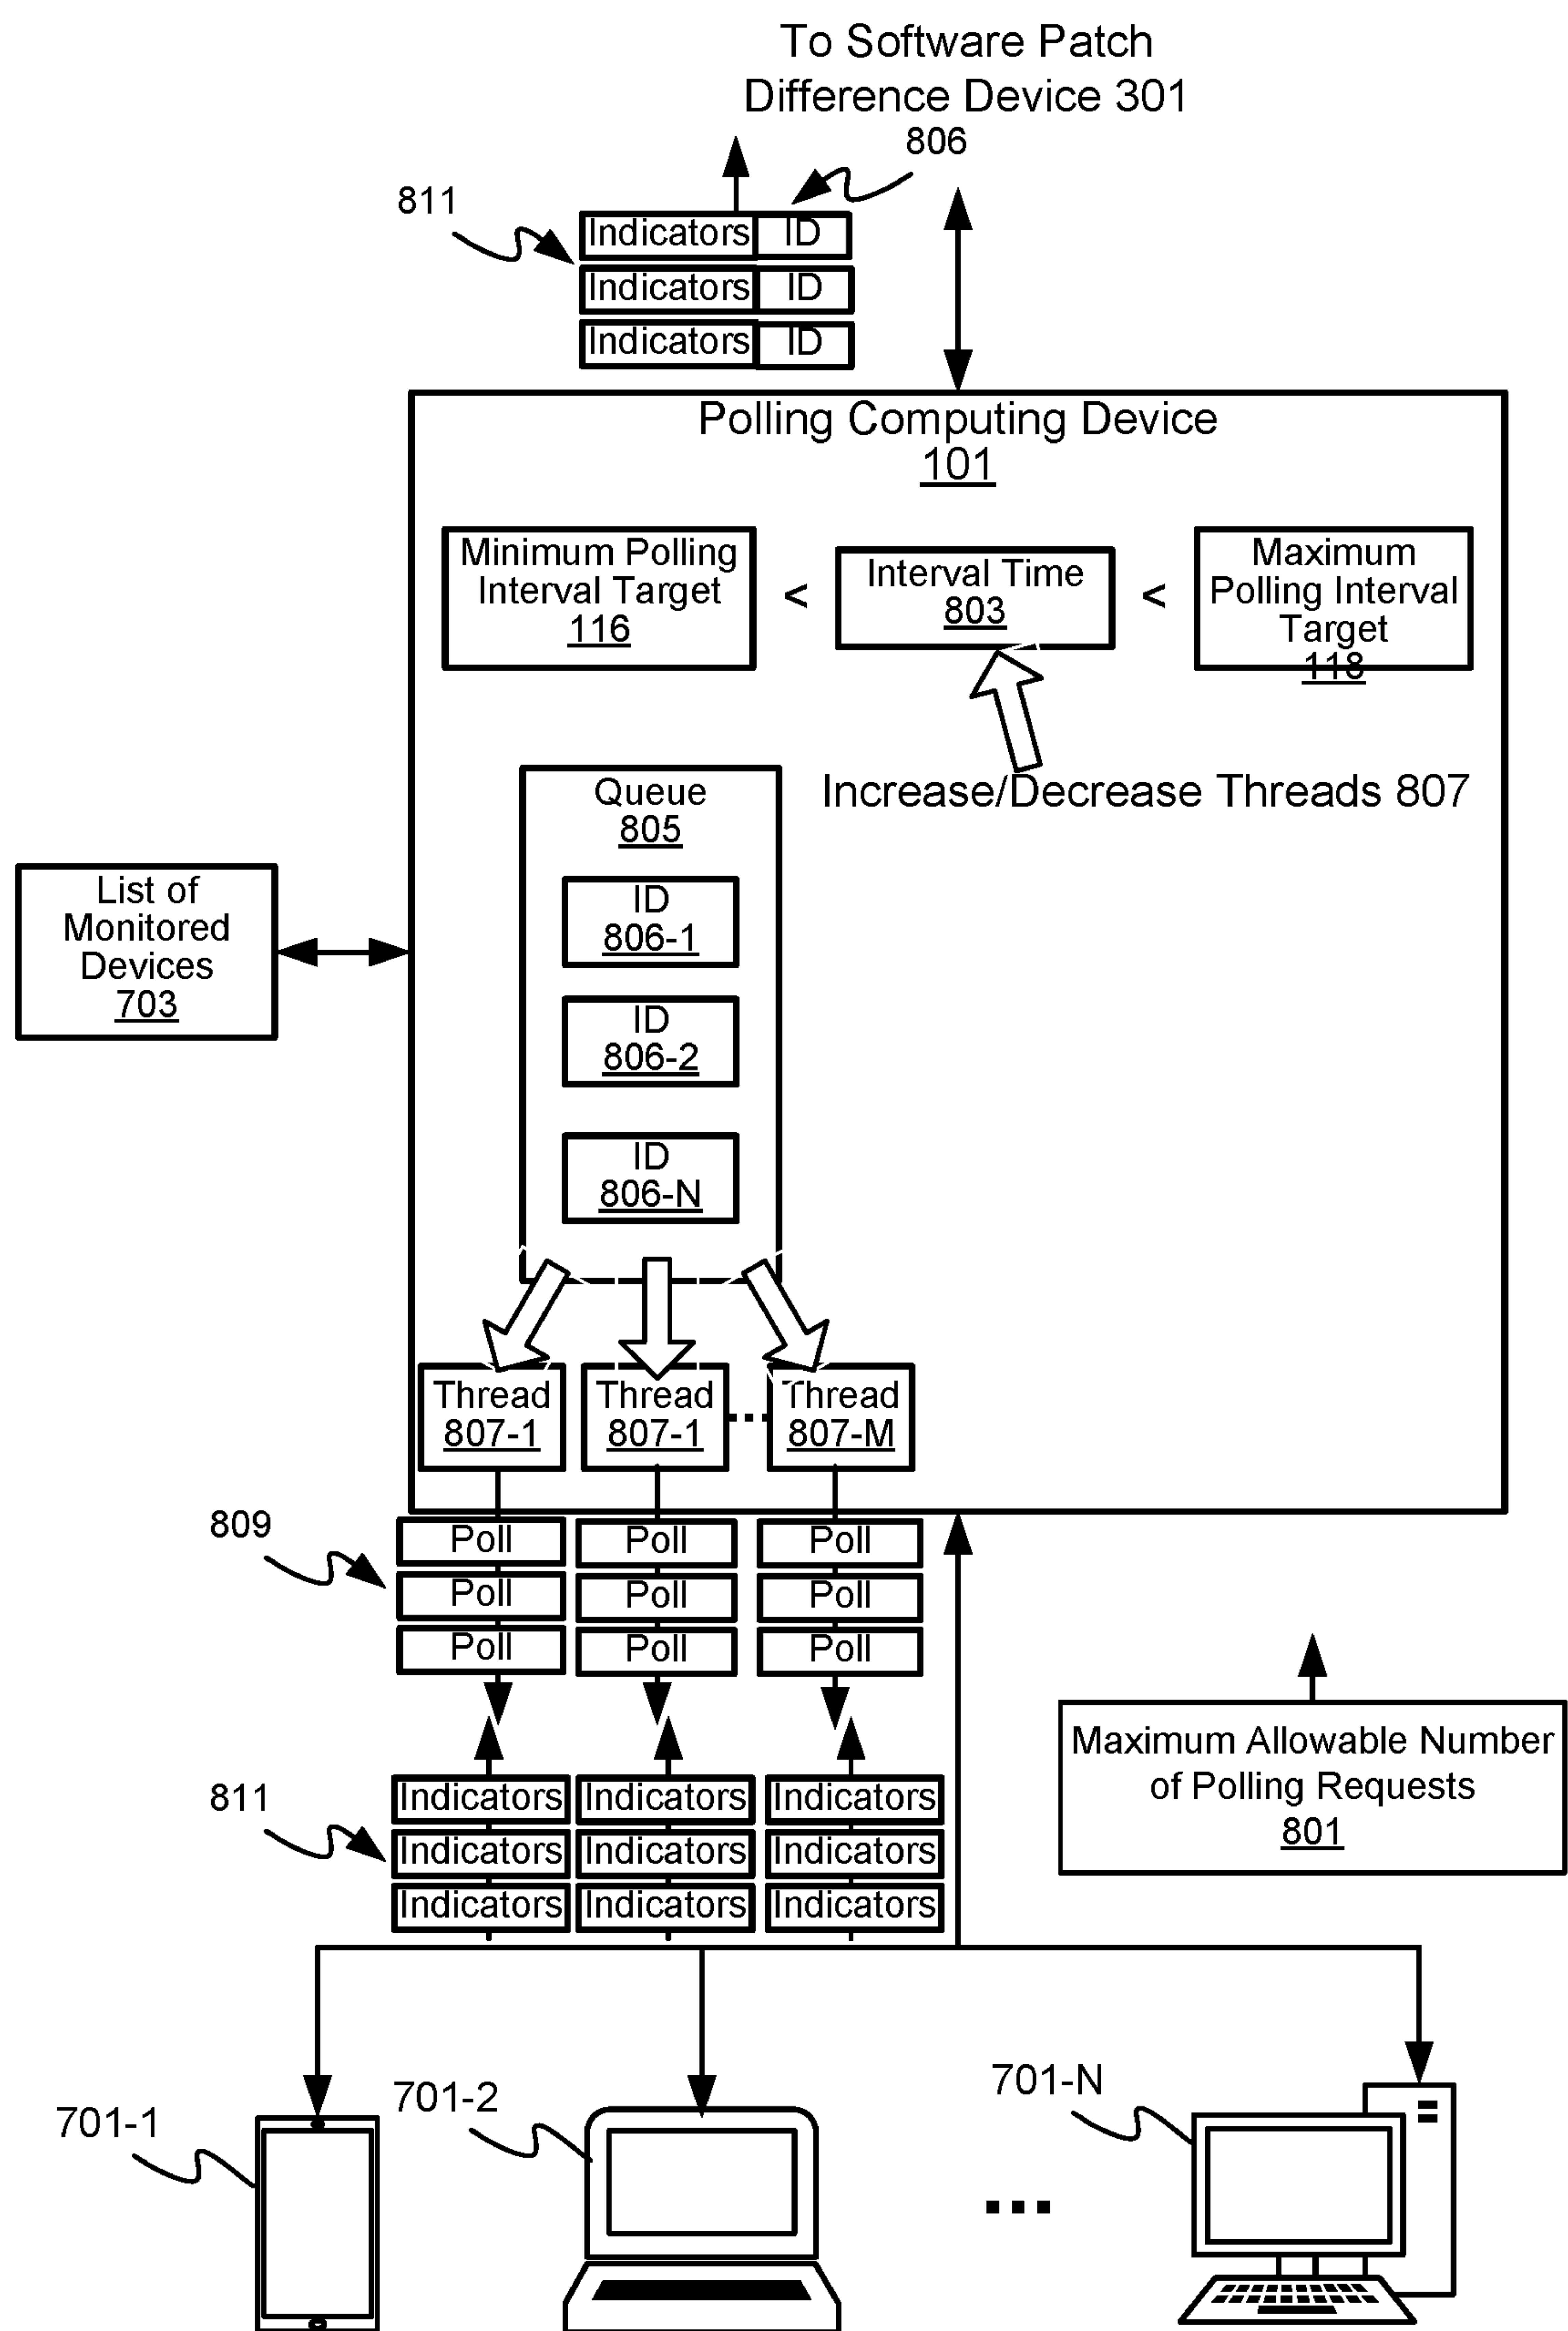 To Software Patch
Difference Device 301
806
811
Indicators ID
Indicators ID
Indicators ID
Polling Computing Device
101
Minimum Polling
Interval Target
116
<
Interval Time
803
<
Maximum
Polling Interval
Target
118
Increase/Decrease Threads 807
Queue
805
ID
806-1
ID
806-2
ID
806-N
List of
Monitored
Devices
703
Thread
807-1
Thread
807-1
...
Thread
807-M
809
Poll Poll Poll
Poll Poll Poll
Poll Poll Poll
811
Indicators Indicators Indicators
Indicators Indicators Indicators
Indicators Indicators Indicators
Maximum Allowable Number
of Polling Requests
801
701-1
701-2
...
701-N